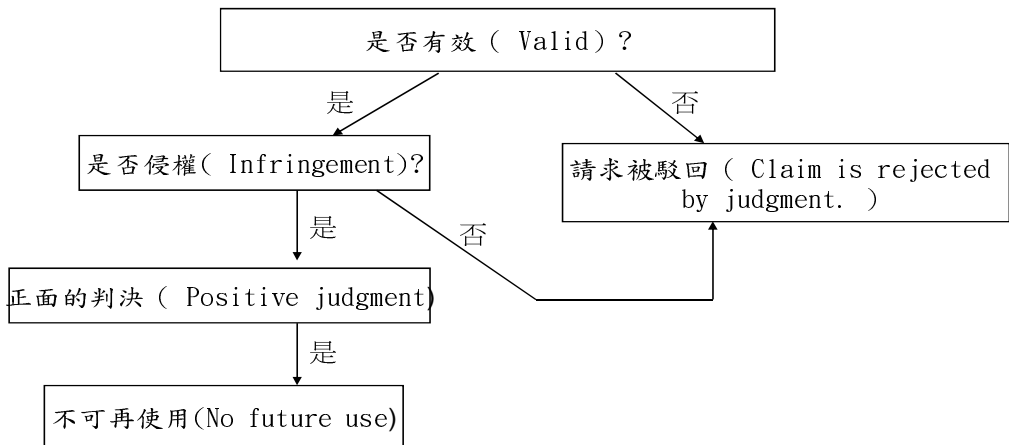 是否有效( Valid)?
是
否
是否侵權( Infringement)?
請求被駁回( Claim is rejected
by judgment. )
是
否
正面的判決( Positive judgment)
是
不可再使用(No future use)